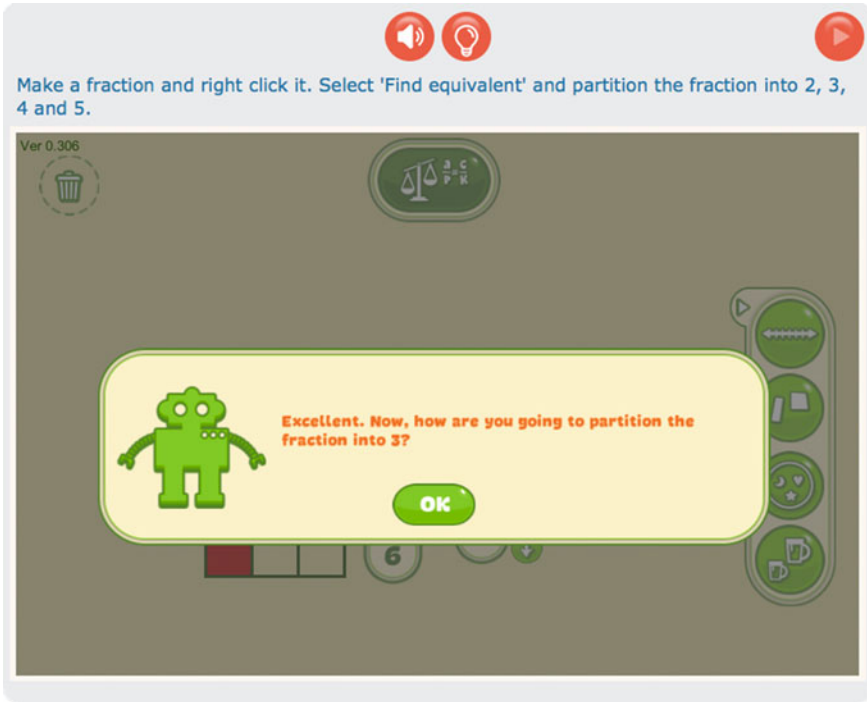 Make a fraction and right click it. Select 'Find equivalent' and partition the fraction into 2, 3,
4 and 5.
Ver 0.306
a/P = c/K
Excellent. Now, how are you going to partition the
fraction into 3?
OK
6